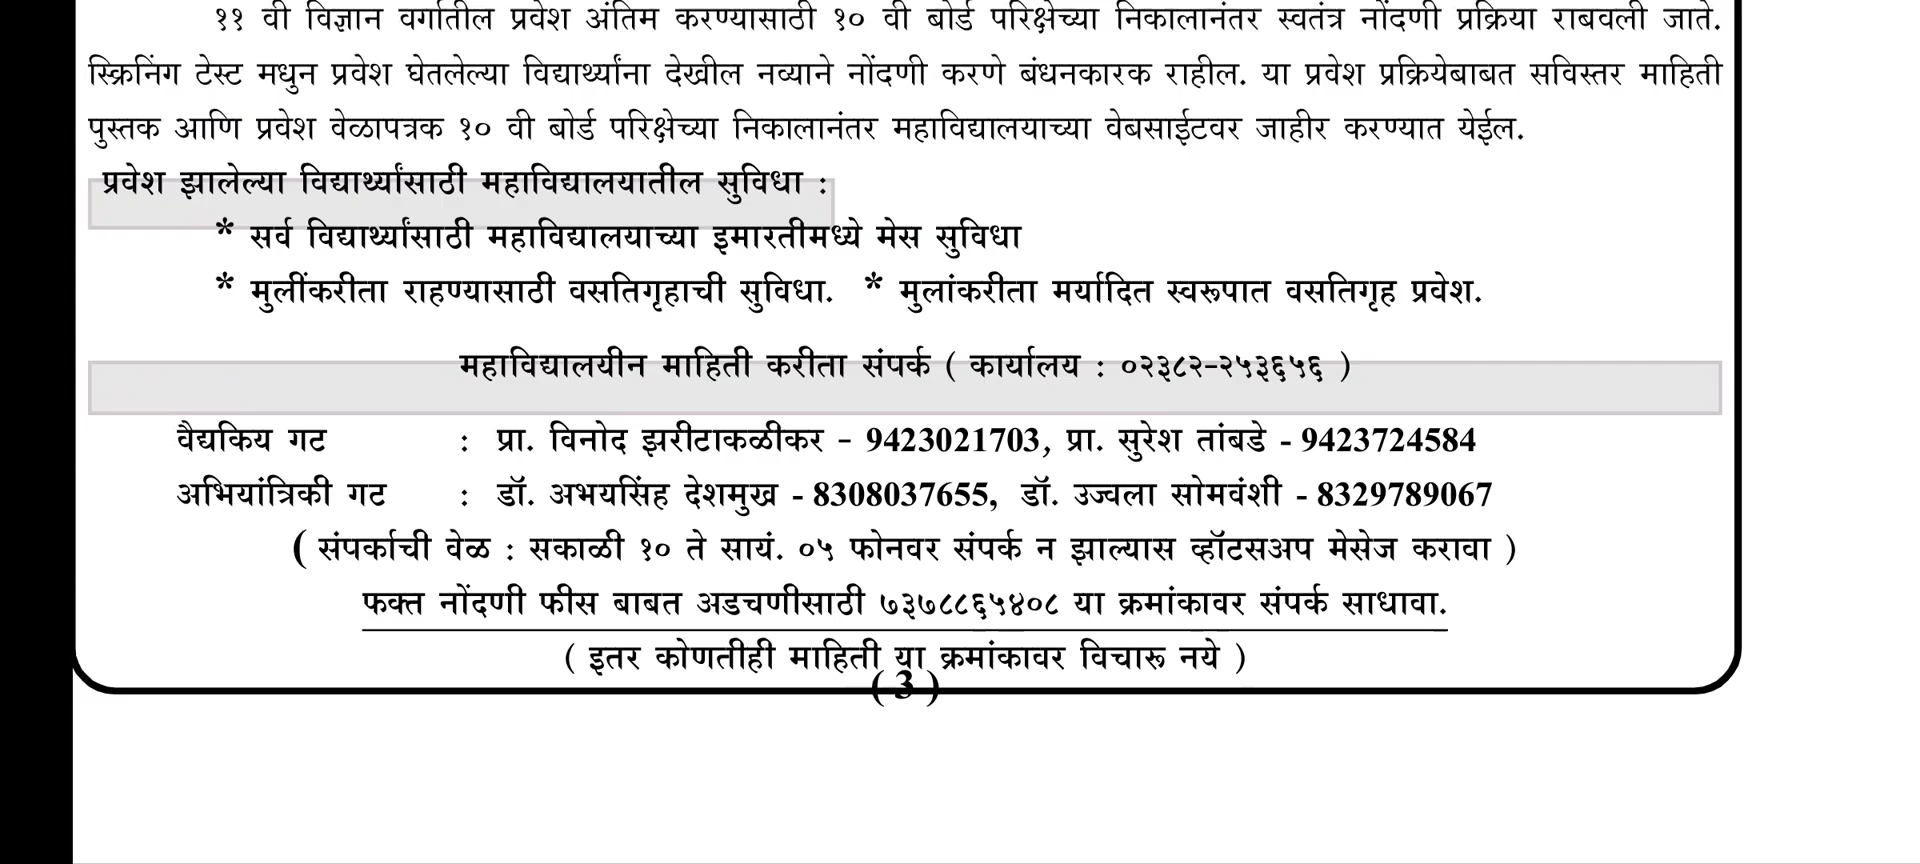 ११ वी विज्ञान वर्गातील प्रवेश अंतिम करण्यासाठी १० वी बोर्ड परिक्षेच्या निकालानंतर स्वतंत्र नोंदणी प्रक्रिया राबवली जाते.
स्क्रिनिंग टेस्ट मधुन प्रवेश घेतलेल्या विद्यार्थ्यांना देखील नव्याने नोंदणी करणे बंधनकारक राहील. या प्रवेश प्रक्रियेबाबत सविस्तर माहिती
पुस्तक आणि प्रवेश वेळापत्रक १० वी बोर्ड परिक्षेच्या निकालानंतर महाविद्यालयाच्या वेबसाईटवर जाहीर करण्यात येईल.
प्रवेश झालेल्या विद्यार्थ्यांसाठी महाविद्यालयातील सुविधा :
* सर्व विद्यार्थ्यांसाठी महाविद्यालयाच्या इमारतीमध्ये मेस सुविधा
* मुलींकरीता राहण्यासाठी वसतिगृहाची सुविधा. * मुलांकरीता मर्यादित स्वरूपात वसतिगृह प्रवेश.
महाविद्यालयीन माहिती करीता संपर्क ( कार्यालय : ०२३८२-२५३६५६ )
वैद्यकिय गट : प्रा. विनोद झरीटाकळीकर - 9423021703, प्रा. सुरेश तांबडे - 9423724584
अभियांत्रिकी गट : डॉ. अभयसिंह देशमुख - 8308037655, डॉ. उज्वला सोमवंशी - 8329789067
( संपर्काची वेळ : सकाळी १० ते सायं. ०५ फोनवर संपर्क न झाल्यास व्हॉटसअप मेसेज करावा )
फक्त नोंदणी फीस बाबत अडचणीसाठी ७३७८८६५४०८ या क्रमांकावर संपर्क साधावा.
( इतर कोणतीही माहिती या क्रमांकावर विचारू नये )
( 3 )